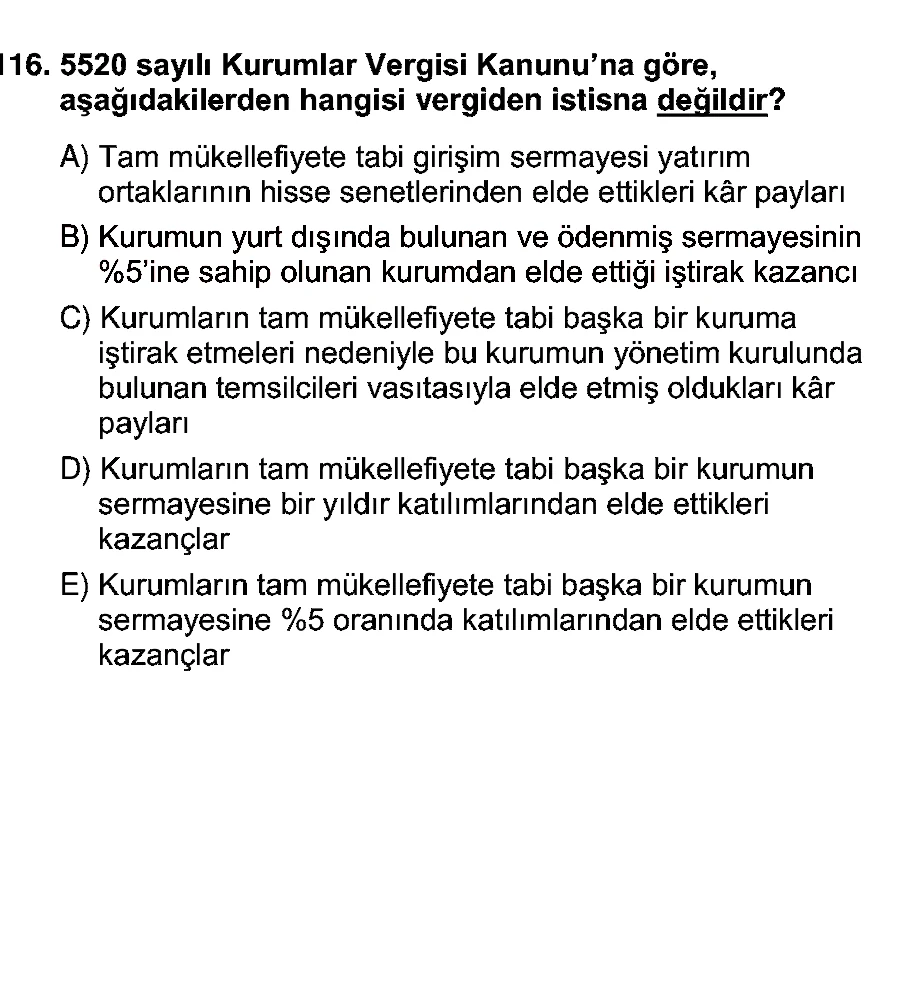 116. 5520 sayılı Kurumlar Vergisi Kanunu’na göre,
aşağıdakilerden hangisi vergiden istisna değildir?
A) Tam mükellefiyete tabi girişim sermayesi yatırım
ortaklarının hisse senetlerinden elde ettikleri kâr payları
B) Kurumun yurt dışında bulunan ve ödenmiş sermayesinin
%5’ine sahip olunan kurumdan elde ettiği iştirak kazancı
C) Kurumların tam mükellefiyete tabi başka bir kuruma
iştirak etmeleri nedeniyle bu kurumun yönetim kurulunda
bulunan temsilcileri vasıtasıyla elde etmiş oldukları kâr
payları
D) Kurumların tam mükellefiyete tabi başka bir kurumun
sermayesine bir yıldır katılımlarından elde ettikleri
kazançlar
E) Kurumların tam mükellefiyete tabi başka bir kurumun
sermayesine %5 oranında katılımlarından elde ettikleri
kazançlar